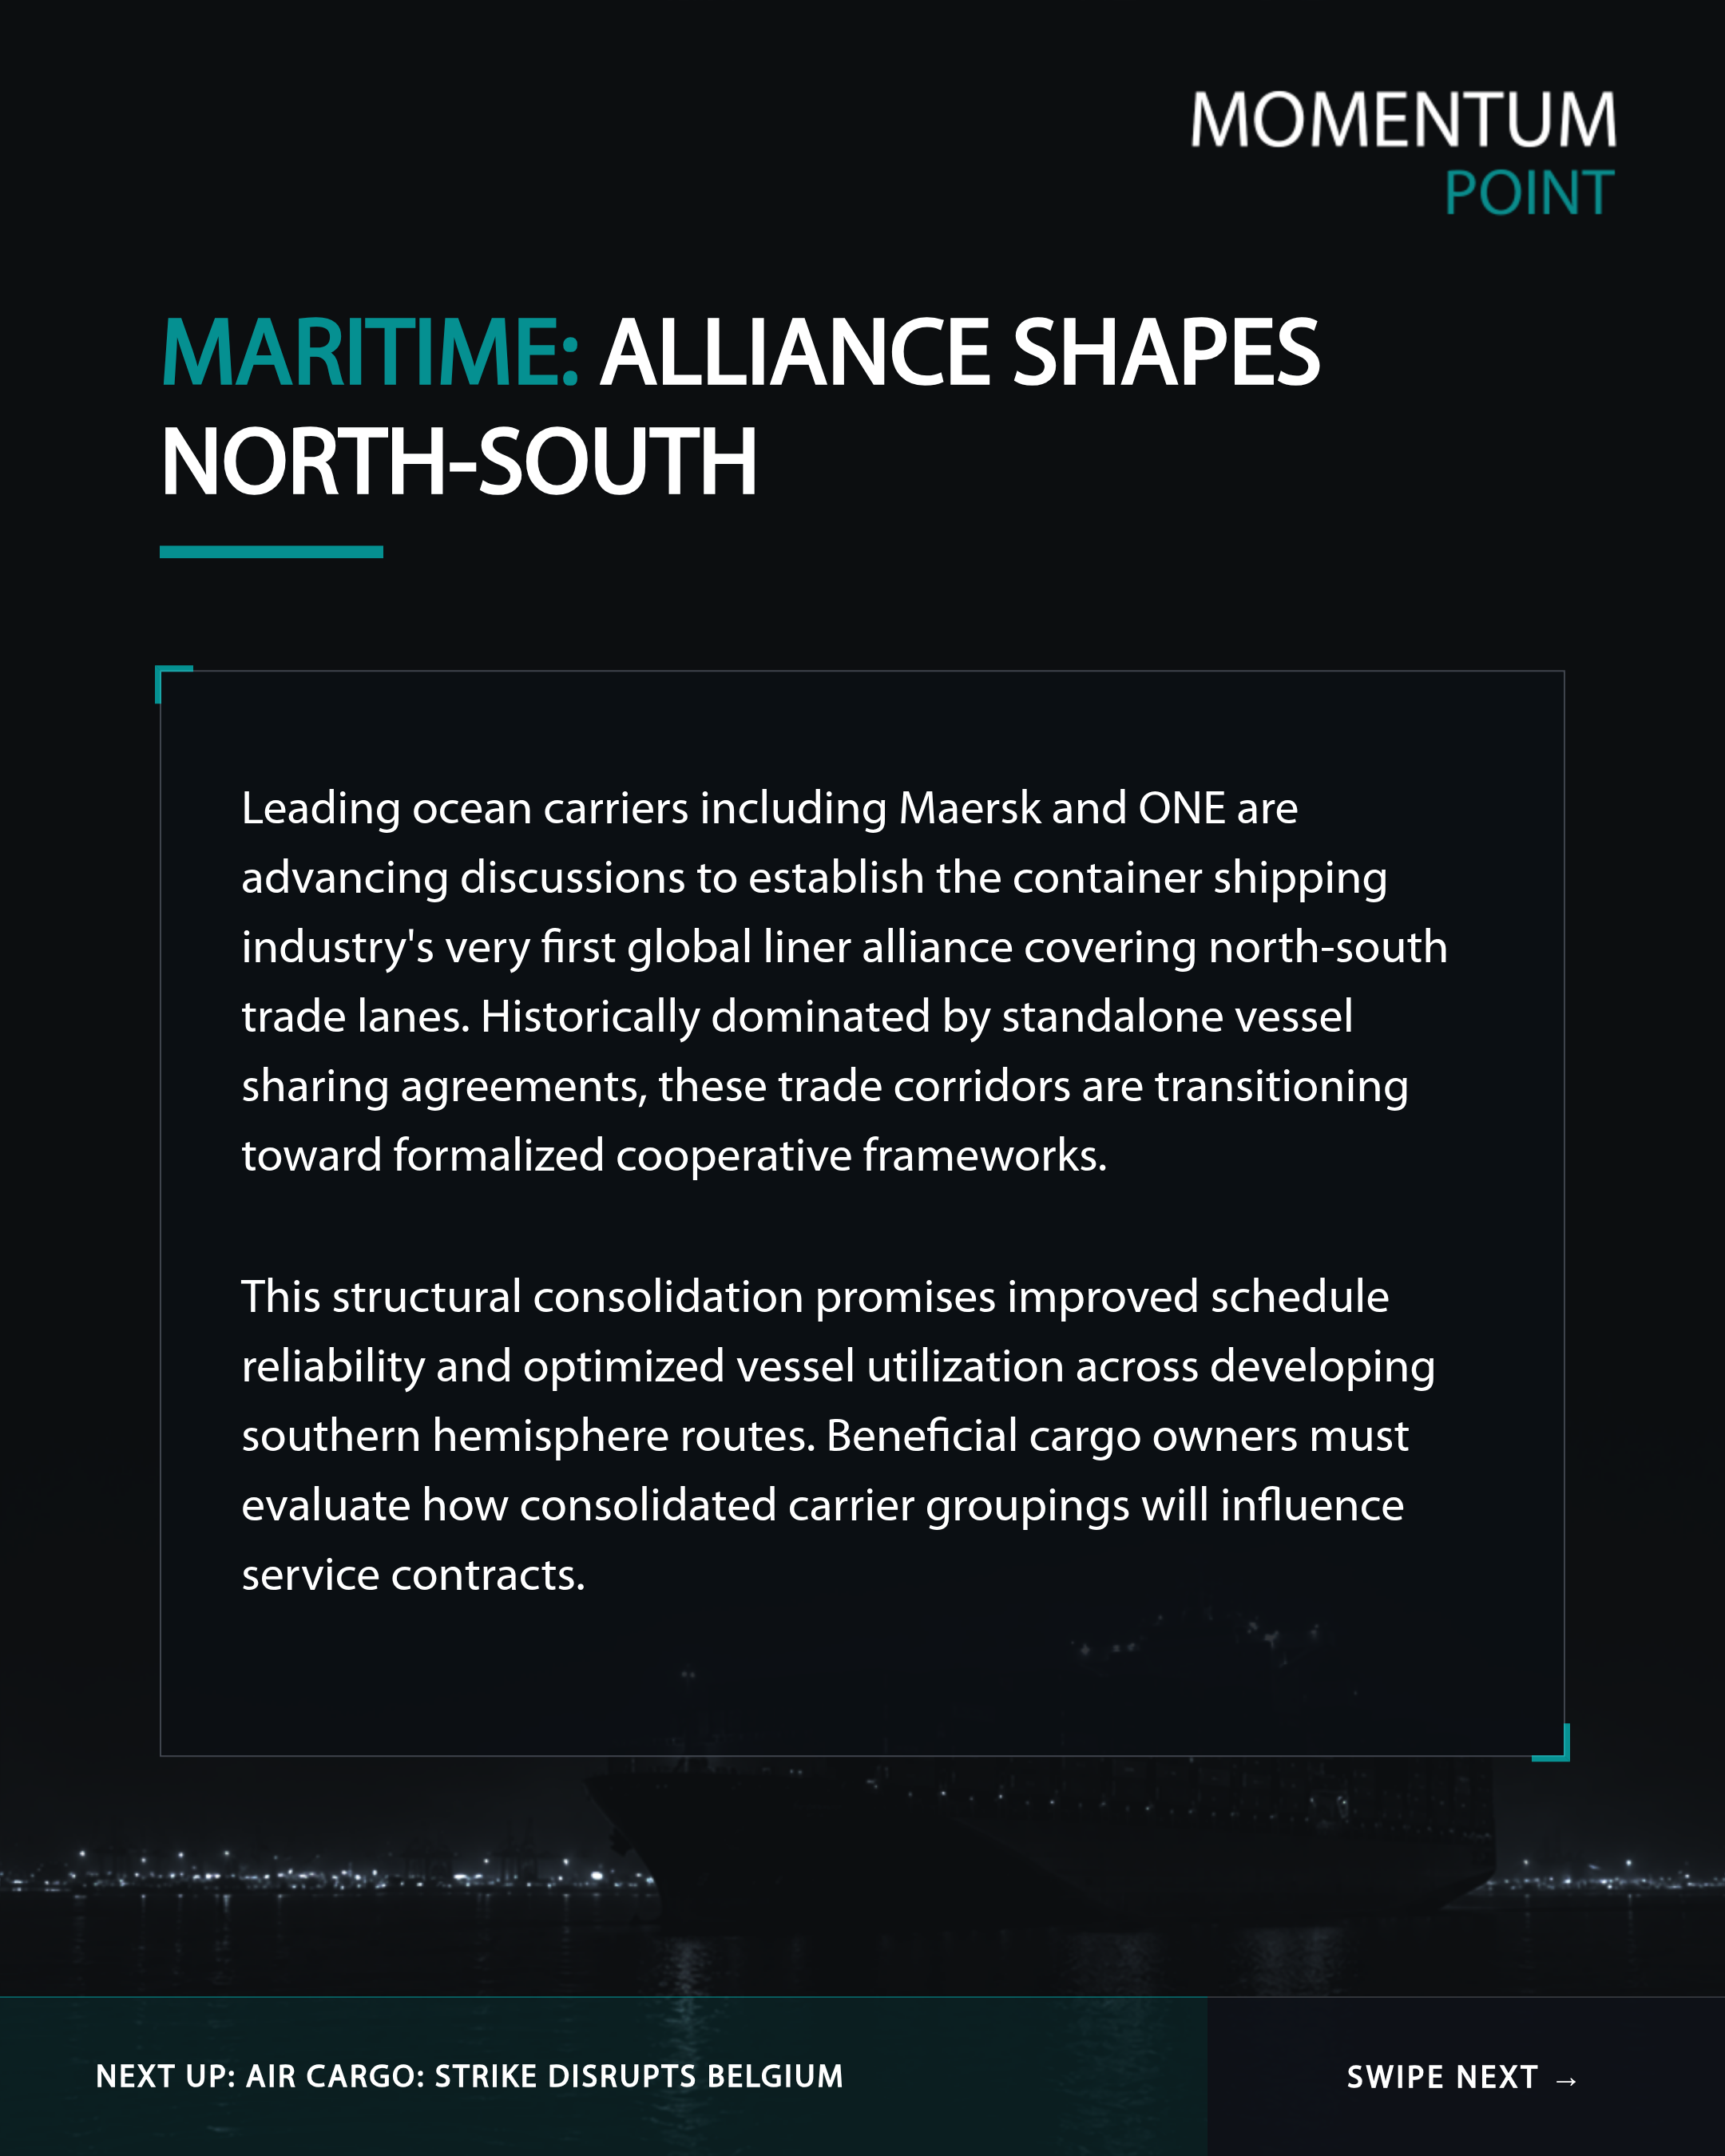 MOMENTUM
POINT
MARITIME: ALLIANCE SHAPES
NORTH-SOUTH
Leading ocean carriers including Maersk and ONE are
advancing discussions to establish the container shipping
industry's very first global liner alliance covering north-south
trade lanes. Historically dominated by standalone vessel
sharing agreements, these trade corridors are transitioning
toward formalized cooperative frameworks.
This structural consolidation promises improved schedule
reliability and optimized vessel utilization across developing
southern hemisphere routes. Beneficial cargo owners must
evaluate how consolidated carrier groupings will influence
service contracts.
NEXT UP: AIR CARGO: STRIKE DISRUPTS BELGIUM
SWIPE NEXT →